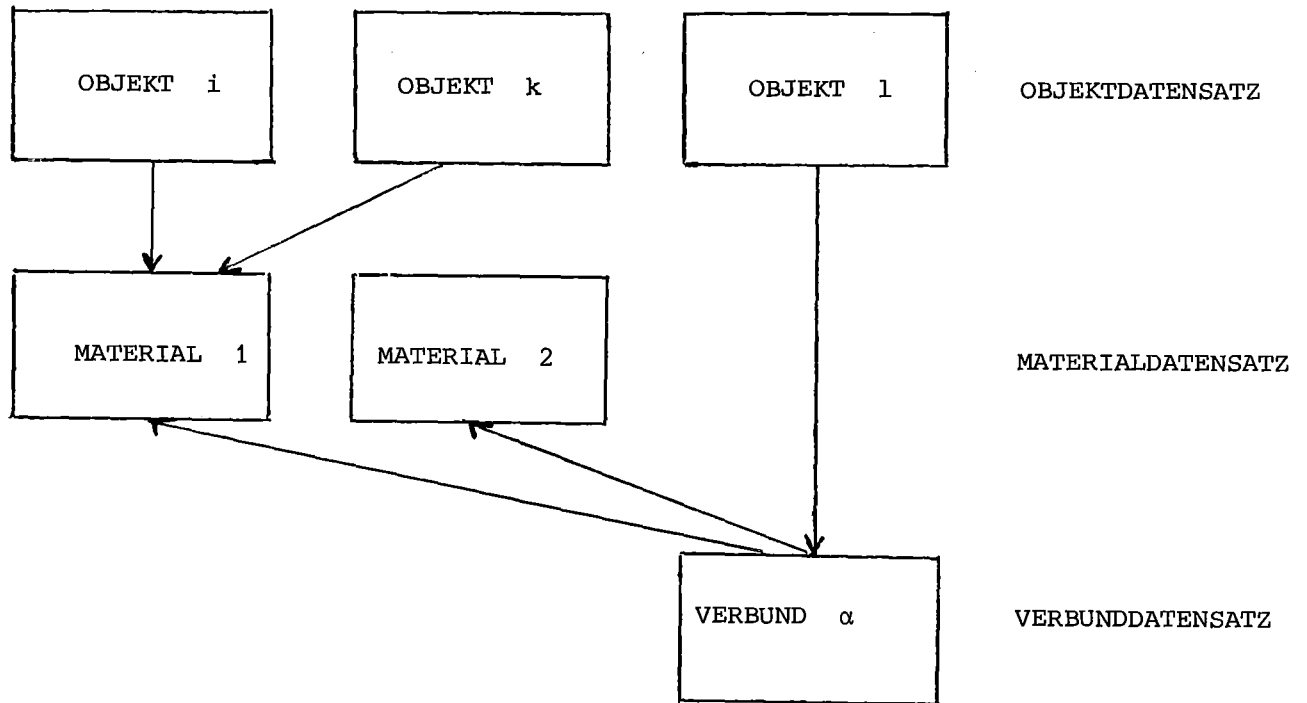 OBJEKT i OBJEKT k OBJEKT l OBJEKTDATENSATZ
MATERIAL 1 MATERIAL 2 MATERIALDATENSATZ
VERBUND α VERBUNDDATENSATZ